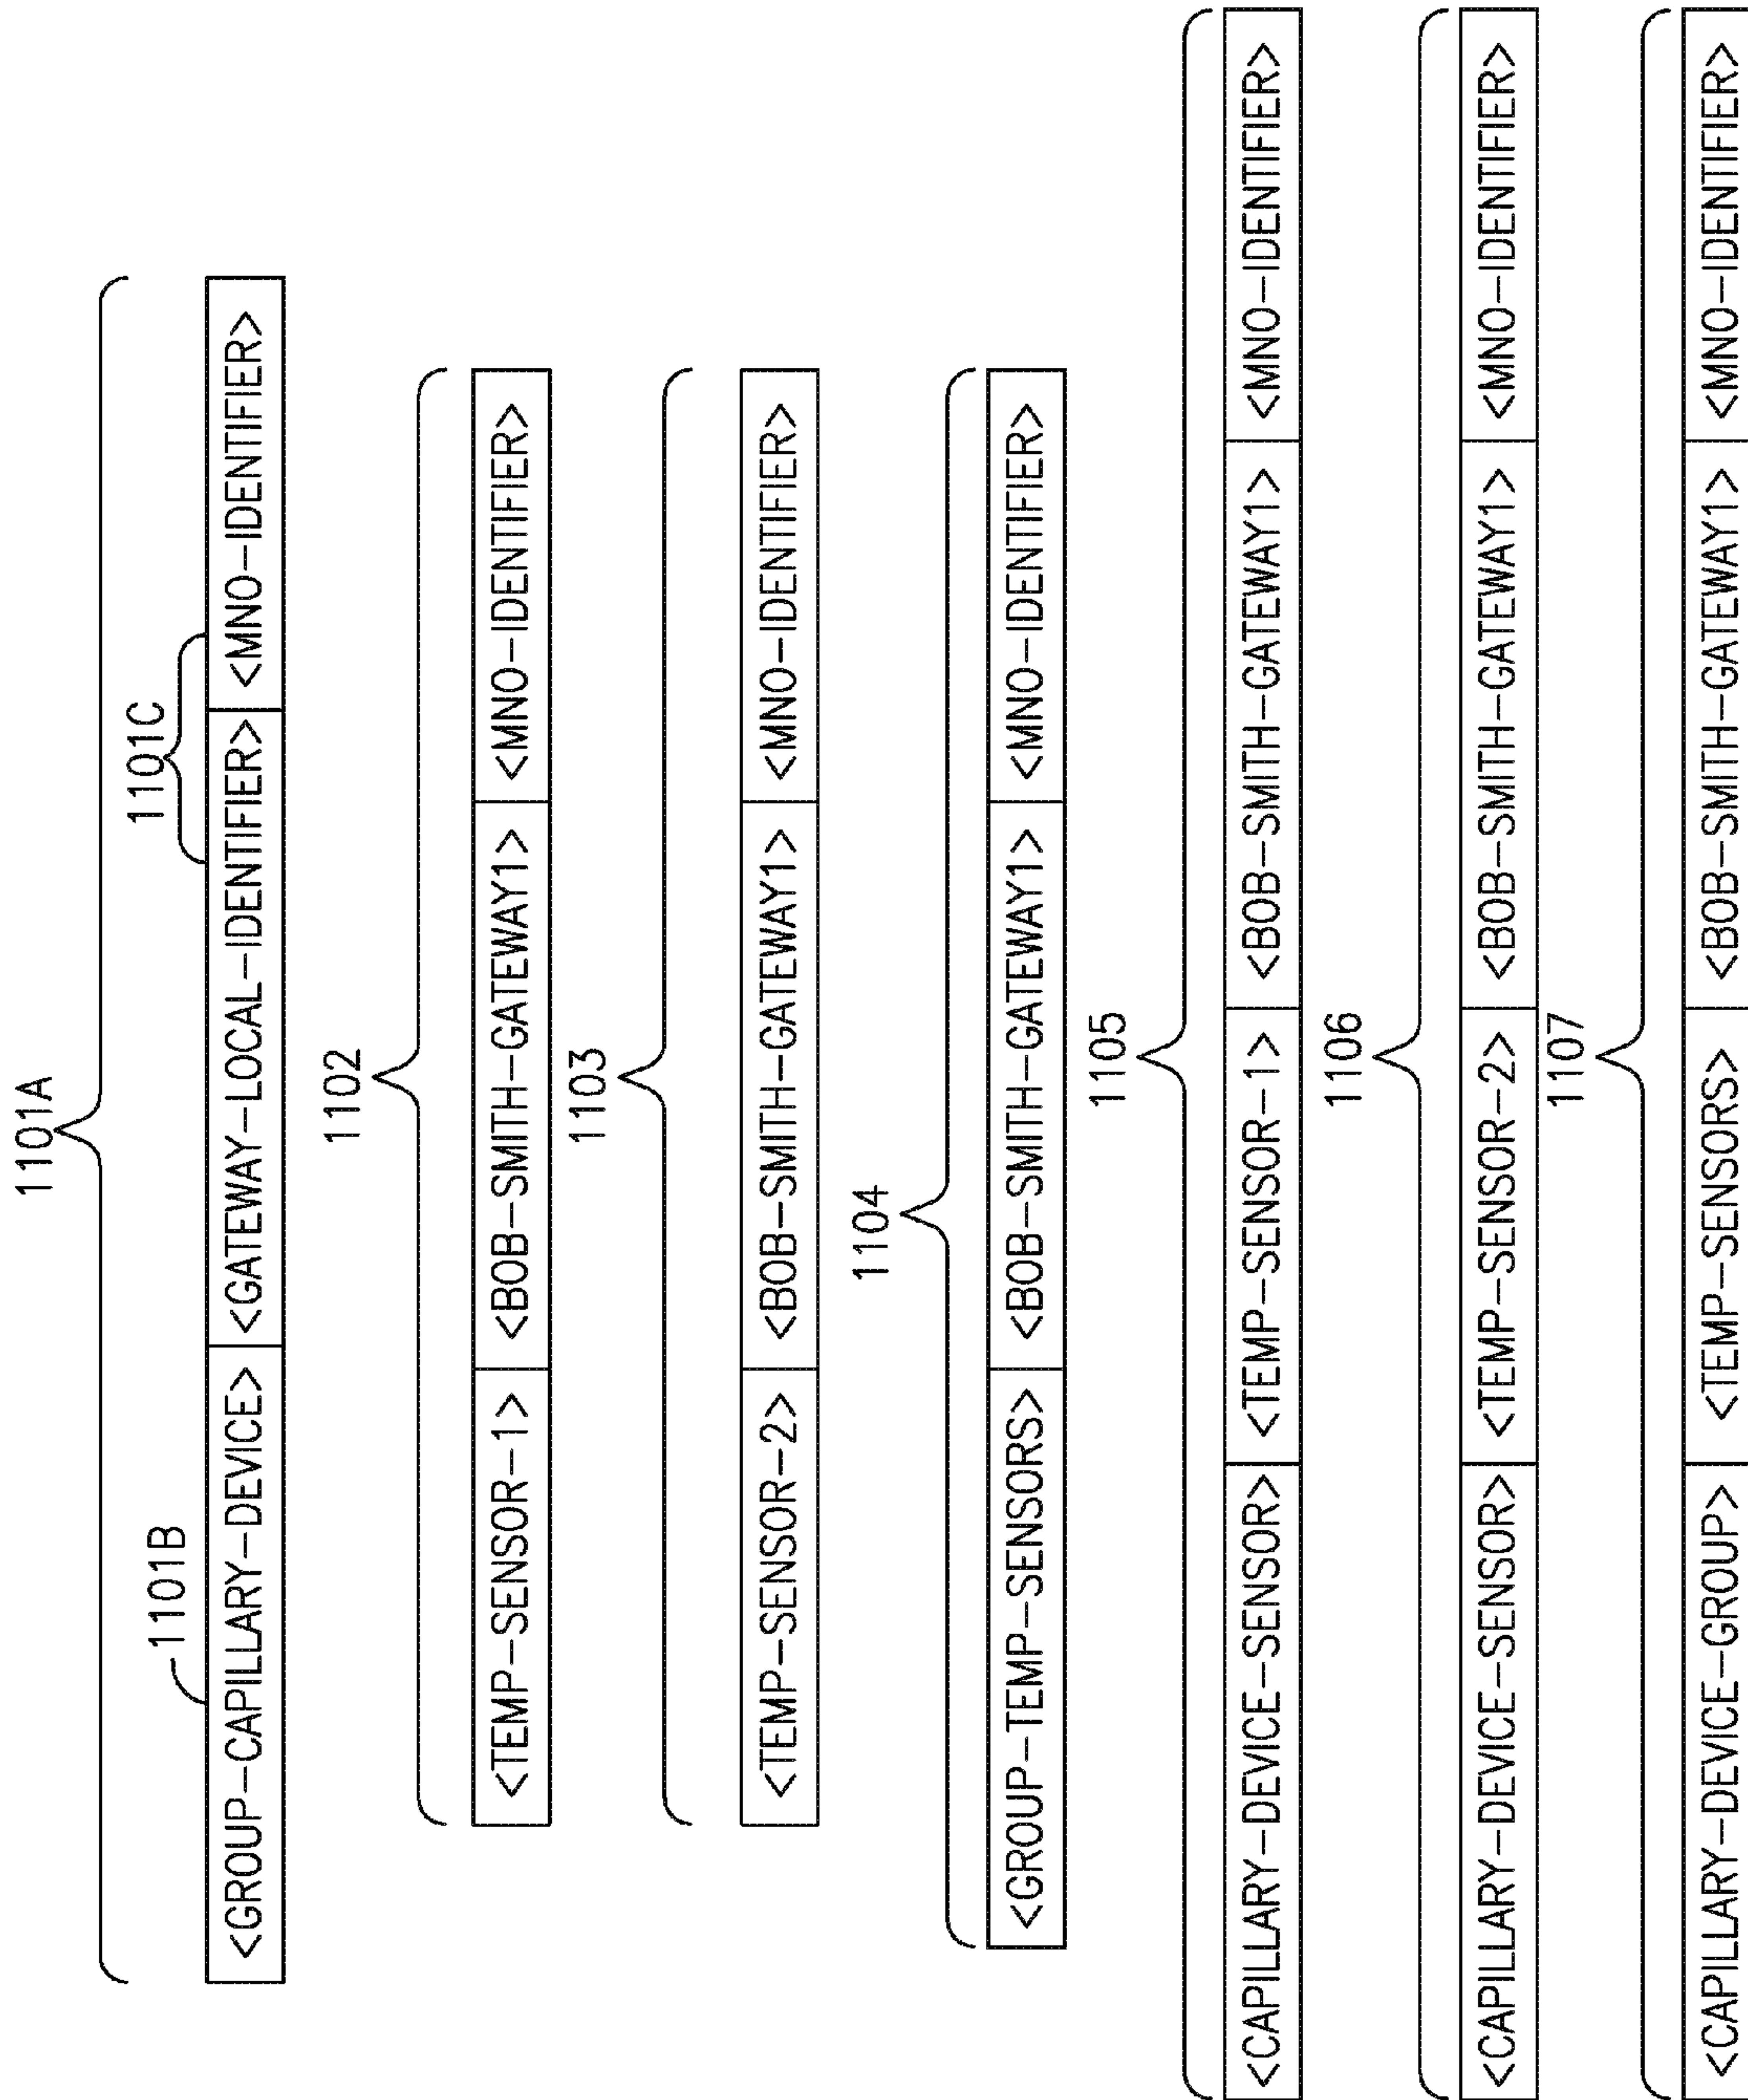 1101A
1101B
1101C
<GROUP-CAPILLARY-DEVICE> <GATEWAY-LOCAL-IDENTIFIER> <MNO-IDENTIFIER>
1102
<TEMP-SENSOR-1> <BOB-SMITH-GATEWAY1> <MNO-IDENTIFIER>
1103
<TEMP-SENSOR-2> <BOB-SMITH-GATEWAY1> <MNO-IDENTIFIER>
1104
<GROUP-TEMP-SENSORS> <BOB-SMITH-GATEWAY1> <MNO-IDENTIFIER>
1105
<CAPILLARY-DEVICE-SENSOR> <TEMP-SENSOR-1> <BOB-SMITH-GATEWAY1> <MNO-IDENTIFIER>
1106
<CAPILLARY-DEVICE-SENSOR> <TEMP-SENSOR-2> <BOB-SMITH-GATEWAY1> <MNO-IDENTIFIER>
1107
<CAPILLARY-DEVICE-GROUP> <TEMP-SENSORS> <BOB-SMITH-GATEWAY1> <MNO-IDENTIFIER>